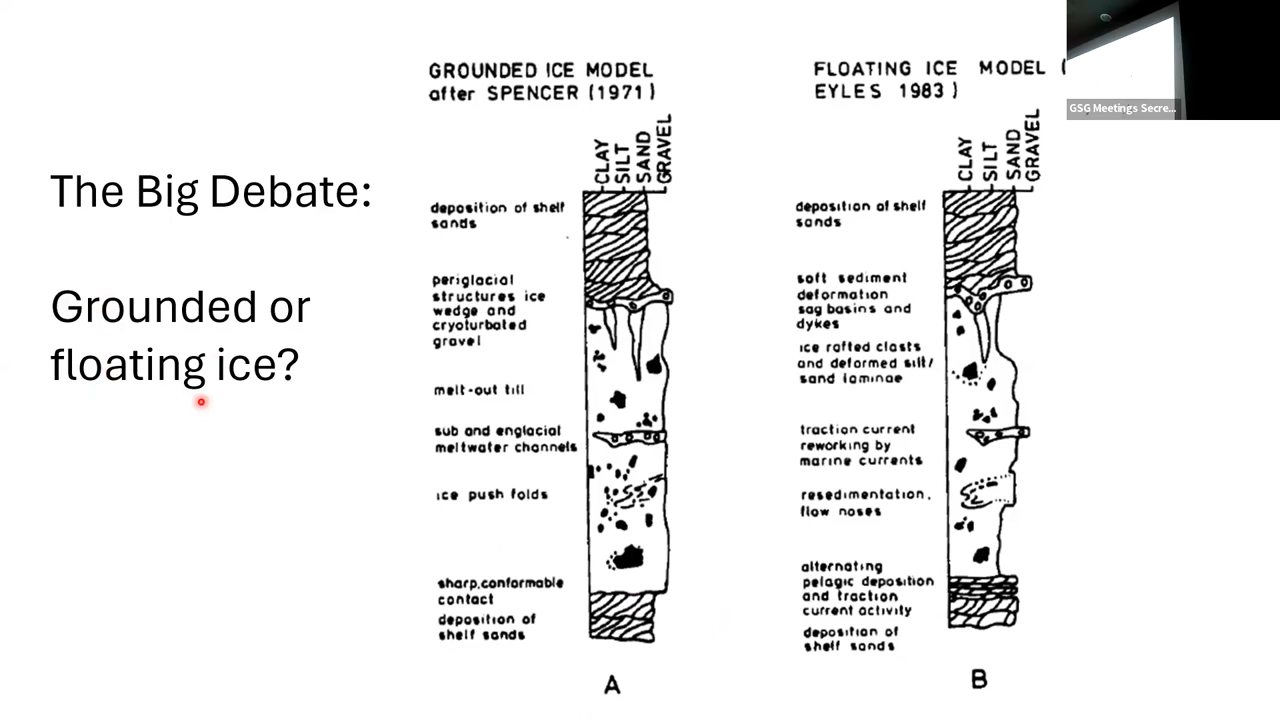 The Big Debate:
Grounded or
floating ice?
GROUNDED ICE MODEL
after SPENCER (1971)
CLAY
SILT
SAND
GRAVEL
deposition of shelf
sands
periglacial
structures ice
wedge and
cryoturbated
gravel
melt-out till
sub and englacial
meltwater channels
ice push folds
sharp, conformable
contact
deposition of
shelf sands
A
FLOATING ICE MODEL (
EYLES 1983)
CLAY
SILT
SAND
GRAVEL
deposition of shelf
sands
soft sediment
deformation
sag basins and
dykes
ice rafted clasts
and deformed silt/
sand laminae
traction current
reworking by
marine currents
resedimentation,
flow noses
alternating
pelagic deposition
and traction
current activity
deposition of
shelf sands
B
GSG Meetings Secre...